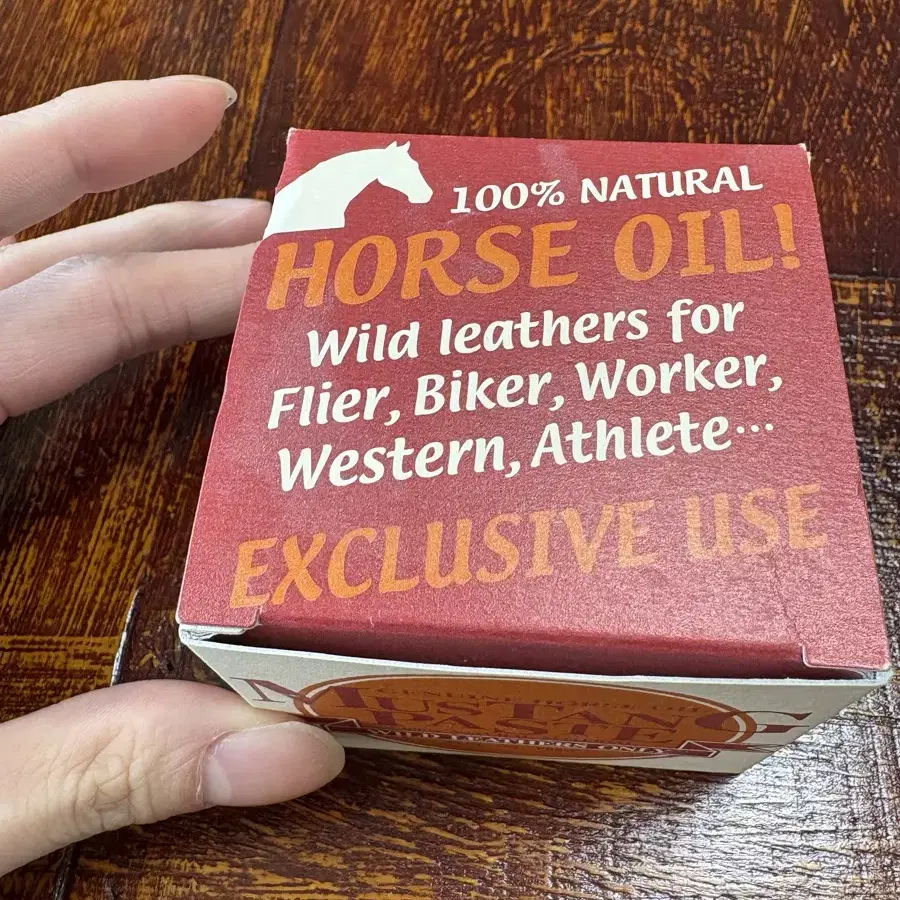 100% NATURAL
HORSE OIL!
Wild leathers for
Flier, Biker, Worker,
Western, Athlete…
EXCLUSIVE USE
MUSTANG
PASTE
WILD LEATHERS ONLY